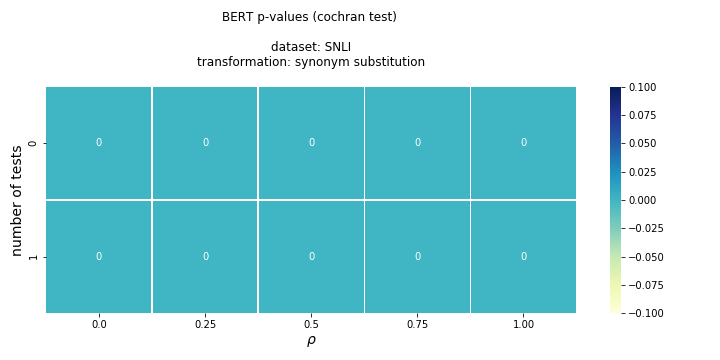 BERT p-values (cochran test)
dataset: SNLI
transformation: synonym substitution
number of tests
0
0 0 0 0 0
1
0 0 0 0 0
0.0 0.25 0.5 0.75 1.00
ρ
0.100
0.075
0.050
0.025
0.000
−0.025
−0.050
−0.075
−0.100